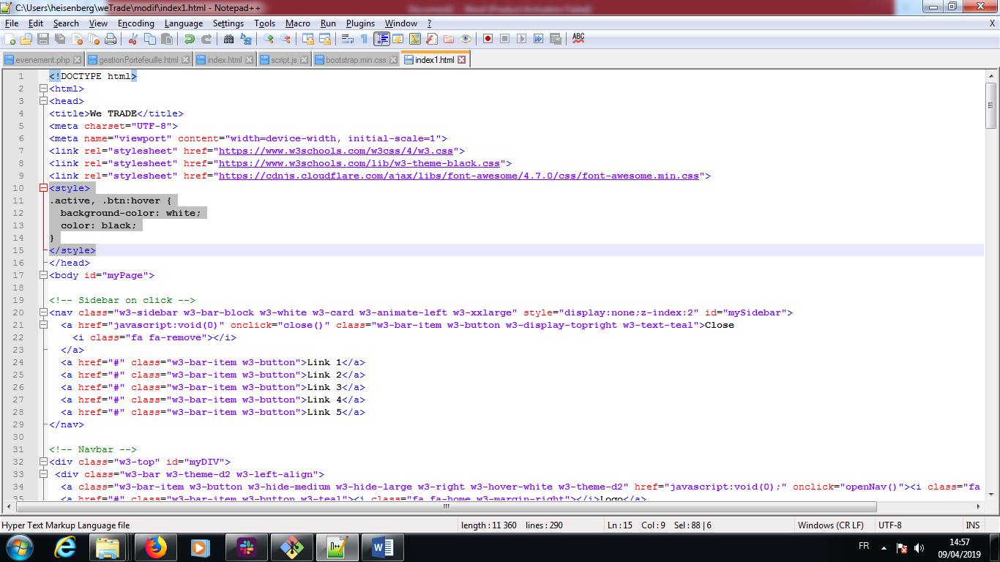 C:\Users\heisenberg\weTrade\modif\index1.html - Notepad++
File Edit Search View Encoding Language Settings Tools Macro Run Plugins Window ? X
evenement.php gestionPortefeuille.html index.html script.js bootstrap.min.css index1.html
1 <!DOCTYPE html>
2 <html>
3 <head>
4 <title>We TRADE</title>
5 <meta charset="UTF-8">
6 <meta name="viewport" content="width=device-width, initial-scale=1">
7 <link rel="stylesheet" href="https://www.w3schools.com/w3css/4/w3.css">
8 <link rel="stylesheet" href="https://www.w3schools.com/lib/w3-theme-black.css">
9 <link rel="stylesheet" href="https://cdnjs.cloudflare.com/ajax/libs/font-awesome/4.7.0/css/font-awesome.min.css">
10 <style>
11 .active, .btn:hover {
12   background-color: white;
13   color: black;
14 }
15 </style>
16 </head>
17 <body id="myPage">
18
19 <!-- Sidebar on click -->
20 <nav class="w3-sidebar w3-bar-block w3-white w3-card w3-animate-left w3-xxlarge" style="display:none;z-index:2" id="mySidebar">
21   <a href="javascript:void(0)" onclick="close()" class="w3-bar-item w3-button w3-display-topright w3-text-teal">Close
22     <i class="fa fa-remove"></i>
23   </a>
24   <a href="#" class="w3-bar-item w3-button">Link 1</a>
25   <a href="#" class="w3-bar-item w3-button">Link 2</a>
26   <a href="#" class="w3-bar-item w3-button">Link 3</a>
27   <a href="#" class="w3-bar-item w3-button">Link 4</a>
28   <a href="#" class="w3-bar-item w3-button">Link 5</a>
29 </nav>
30
31 <!-- Navbar -->
32 <div class="w3-top" id="myDIV">
33  <div class="w3-bar w3-theme-d2 w3-left-align">
34   <a class="w3-bar-item w3-button w3-hide-medium w3-hide-large w3-right w3-hover-white w3-theme-d2" href="javascript:void(0);" onclick="openNav()"><i class="fa
35   <a href="#" class="w3-bar-item w3-button w3-teal"><i class="fa fa-home w3-margin-right"></i>Logo</a>
Hyper Text Markup Language file length : 11 360 lines : 290 Ln : 15 Col : 9 Sel : 88 | 6 Windows (CR LF) UTF-8 INS
FR 14:57
09/04/2019